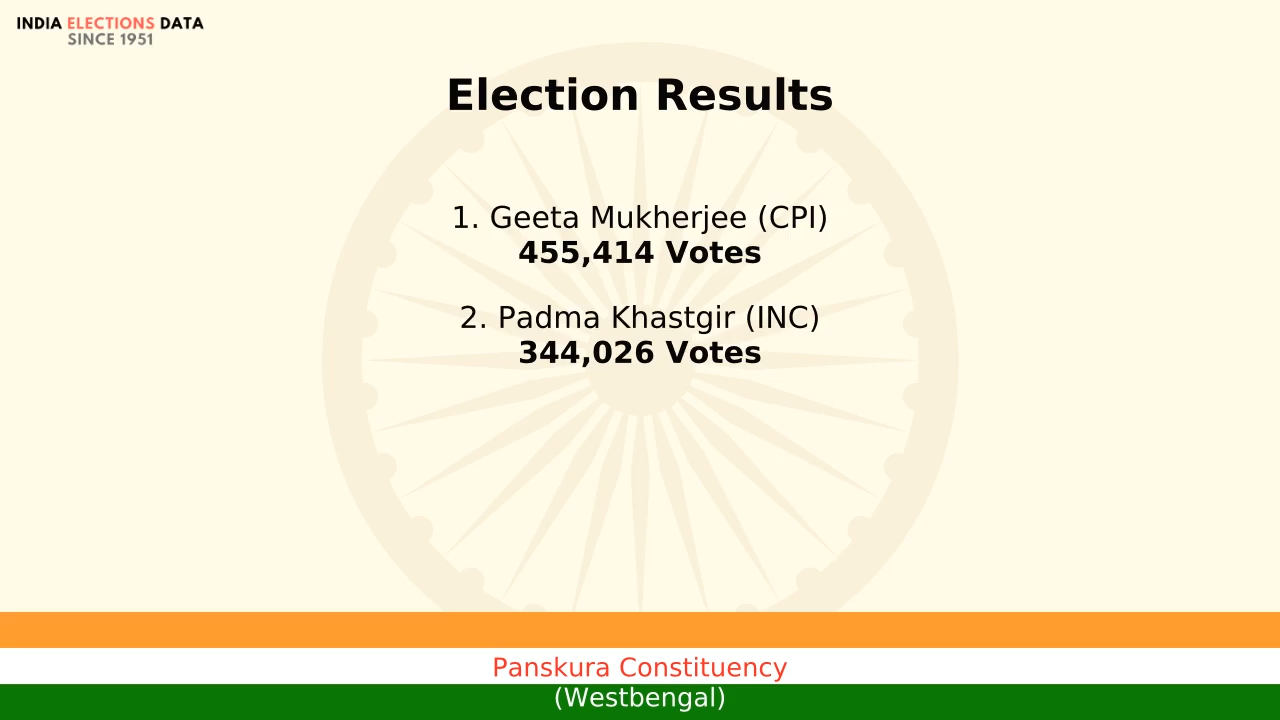 INDIA ELECTIONS DATA
SINCE 1951
Election Results
1. Geeta Mukherjee (CPI)
455,414 Votes
2. Padma Khastgir (INC)
344,026 Votes
Panskura Constituency
(Westbengal)